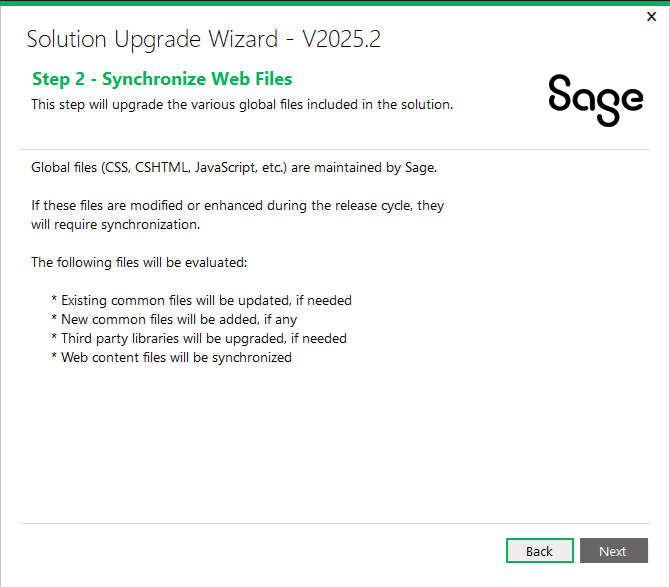 Solution Upgrade Wizard - V2025.2
Step 2 - Synchronize Web Files
This step will upgrade the various global files included in the solution.
Sage
Global files (CSS, CSHTML, JavaScript, etc.) are maintained by Sage.
If these files are modified or enhanced during the release cycle, they
will require synchronization.
The following files will be evaluated:
* Existing common files will be updated, if needed
* New common files will be added, if any
* Third party libraries will be upgraded, if needed
* Web content files will be synchronized
Back
Next